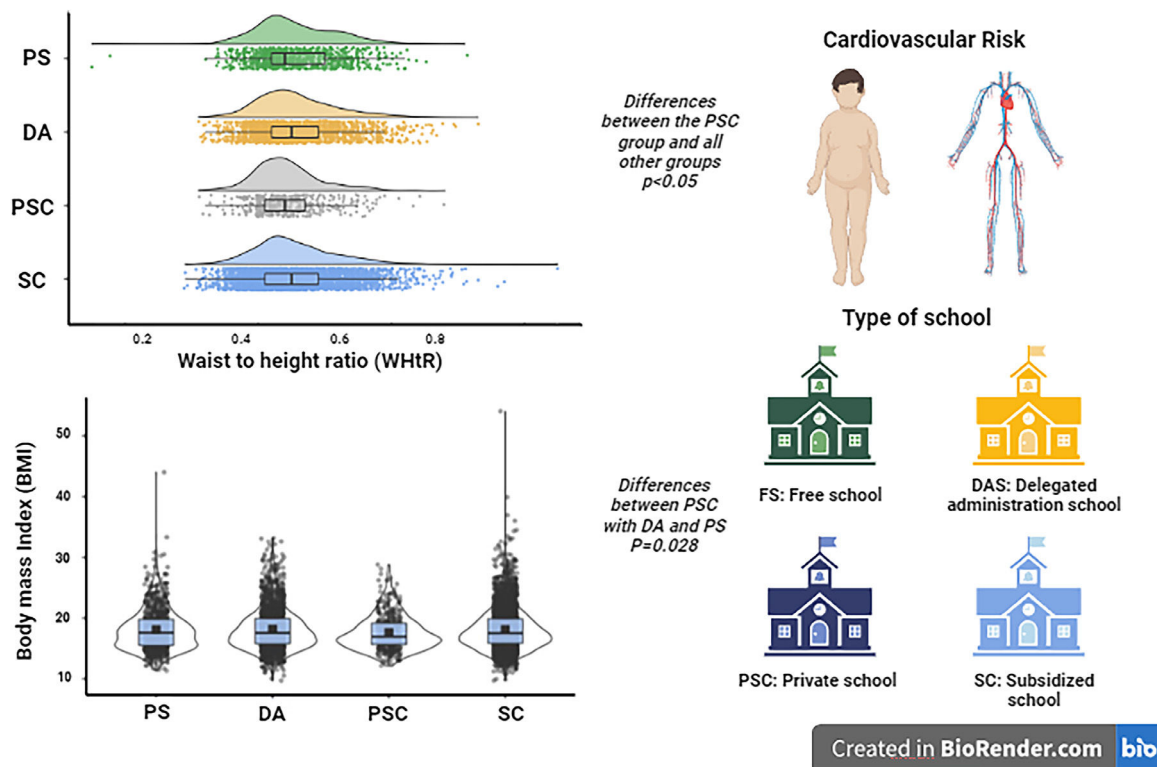 PS
DA
PSC
SC
0.2 0.4 0.6 0.8
Waist to height ratio (WHtR)
Cardiovascular Risk
Differences
between the PSC
group and all
other groups
p<0.05
Type of school
FS: Free school
DAS: Delegated
administration school
PSC: Private school
SC: Subsidized
school
Differences
between PSC
with DA and PS
P=0.028
Body mass Index (BMI)
50
40
30
20
10
PS DA PSC SC
Created in BioRender.com bio